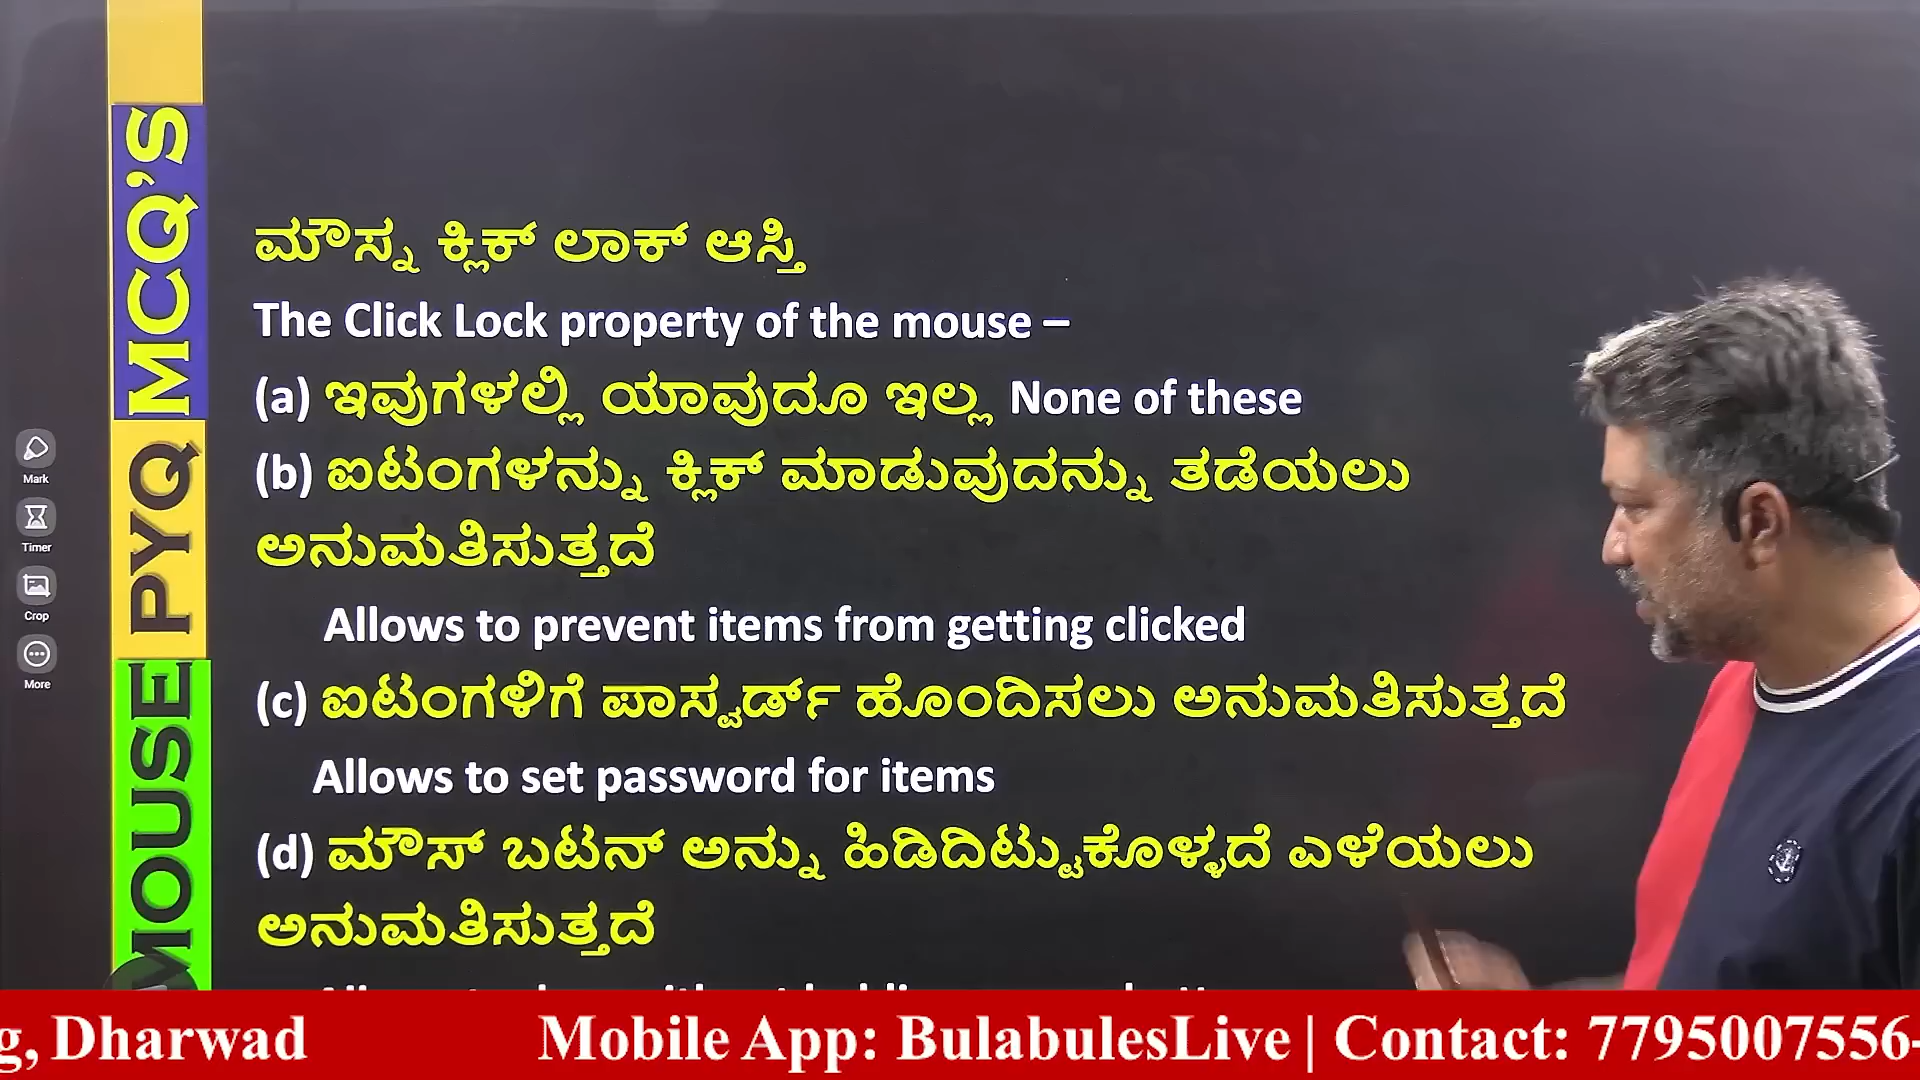 MOUSE PYQ MCQ'S
ಮೌಸ್ನ ಕ್ಲಿಕ್ ಲಾಕ್ ಆಸ್ತಿ
The Click Lock property of the mouse –
(a) ಇವುಗಳಲ್ಲಿ ಯಾವುದೂ ಇಲ್ಲ None of these
(b) ಐಟಂಗಳನ್ನು ಕ್ಲಿಕ್ ಮಾಡುವುದನ್ನು ತಡೆಯಲು
ಅನುಮತಿಸುತ್ತದೆ
Allows to prevent items from getting clicked
(c) ಐಟಂಗಳಿಗೆ ಪಾಸ್ವರ್ಡ್ ಹೊಂದಿಸಲು ಅನುಮತಿಸುತ್ತದೆ
Allows to set password for items
(d) ಮೌಸ್ ಬಟನ್ ಅನ್ನು ಹಿಡಿದಿಟ್ಟುಕೊಳ್ಳದೆ ಎಳೆಯಲು
ಅನುಮತಿಸುತ್ತದೆ
Mark
Timer
Crop
More
g, Dharwad Mobile App: BulabulesLive | Contact: 7795007556-